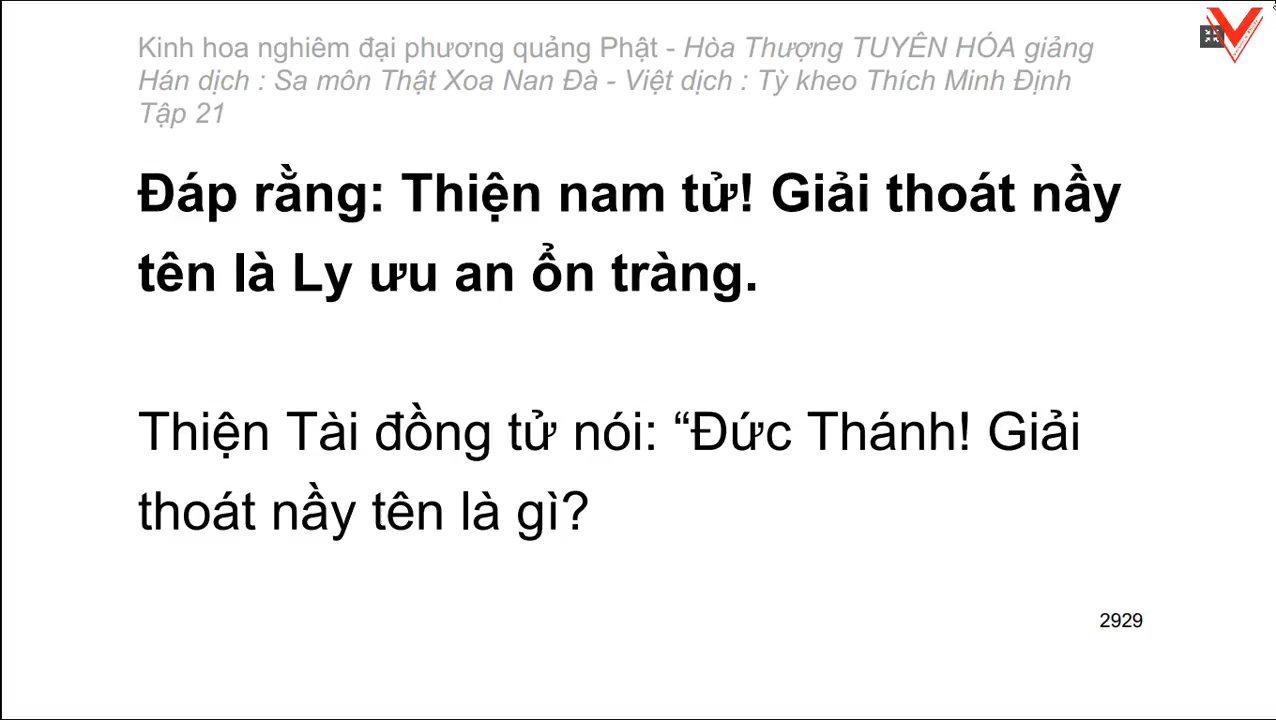 Kinh hoa nghiêm đại phương quảng Phật - Hòa Thượng TUYÊN HÓA giảng
Hán dịch : Sa môn Thật Xoa Nan Đà - Việt dịch : Tỳ kheo Thích Minh Định
Tập 21
Đáp rằng: Thiện nam tử! Giải thoát nầy
tên là Ly ưu an ổn tràng.
Thiện Tài đồng tử nói: “Đức Thánh! Giải
thoát nầy tên là gì?
2929